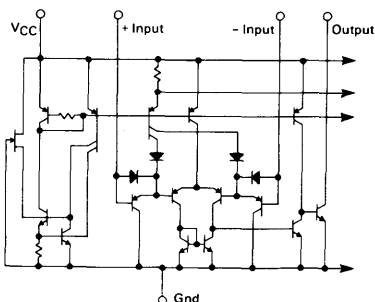 VCC
+ Input
- Input
Output
Gnd